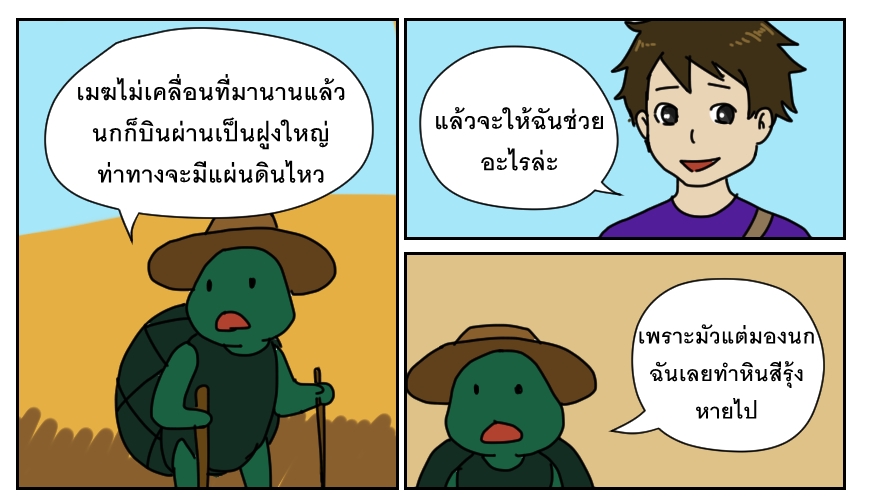 เมฆไม่เคลื่อนที่มานานแล้ว
นกก็บินผ่านเป็นฝูงใหญ่
ท่าทางจะมีแผ่นดินไหว
แล้วจะให้ฉันช่วย
อะไรล่ะ
เพราะมัวแต่มองนก
ฉันเลยทำหินสีรุ้ง
หายไป